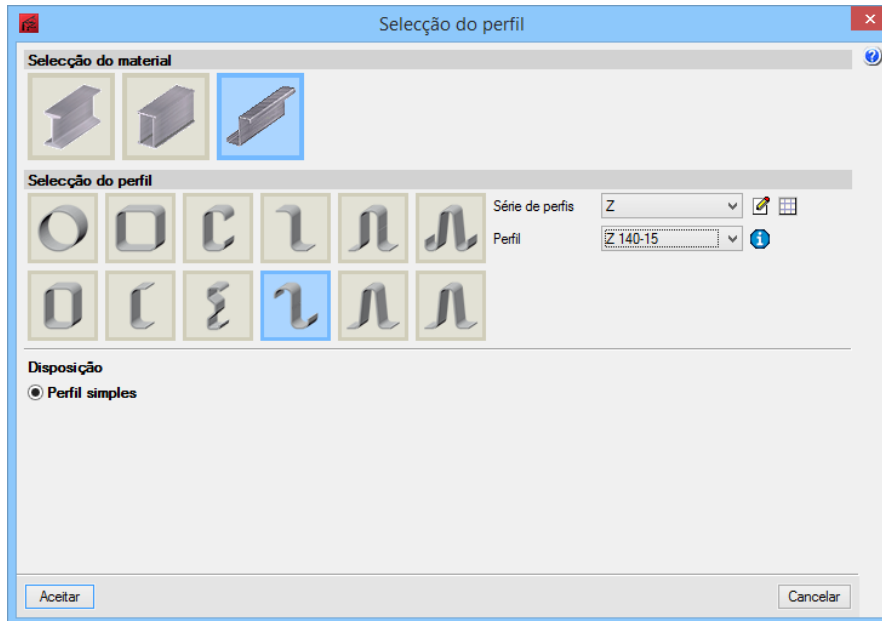 Selecção do perfil
Selecção do material
Selecção do perfil
Série de perfis Z
Perfil Z 140-15
Disposição
Perfil simples
Aceitar Cancelar